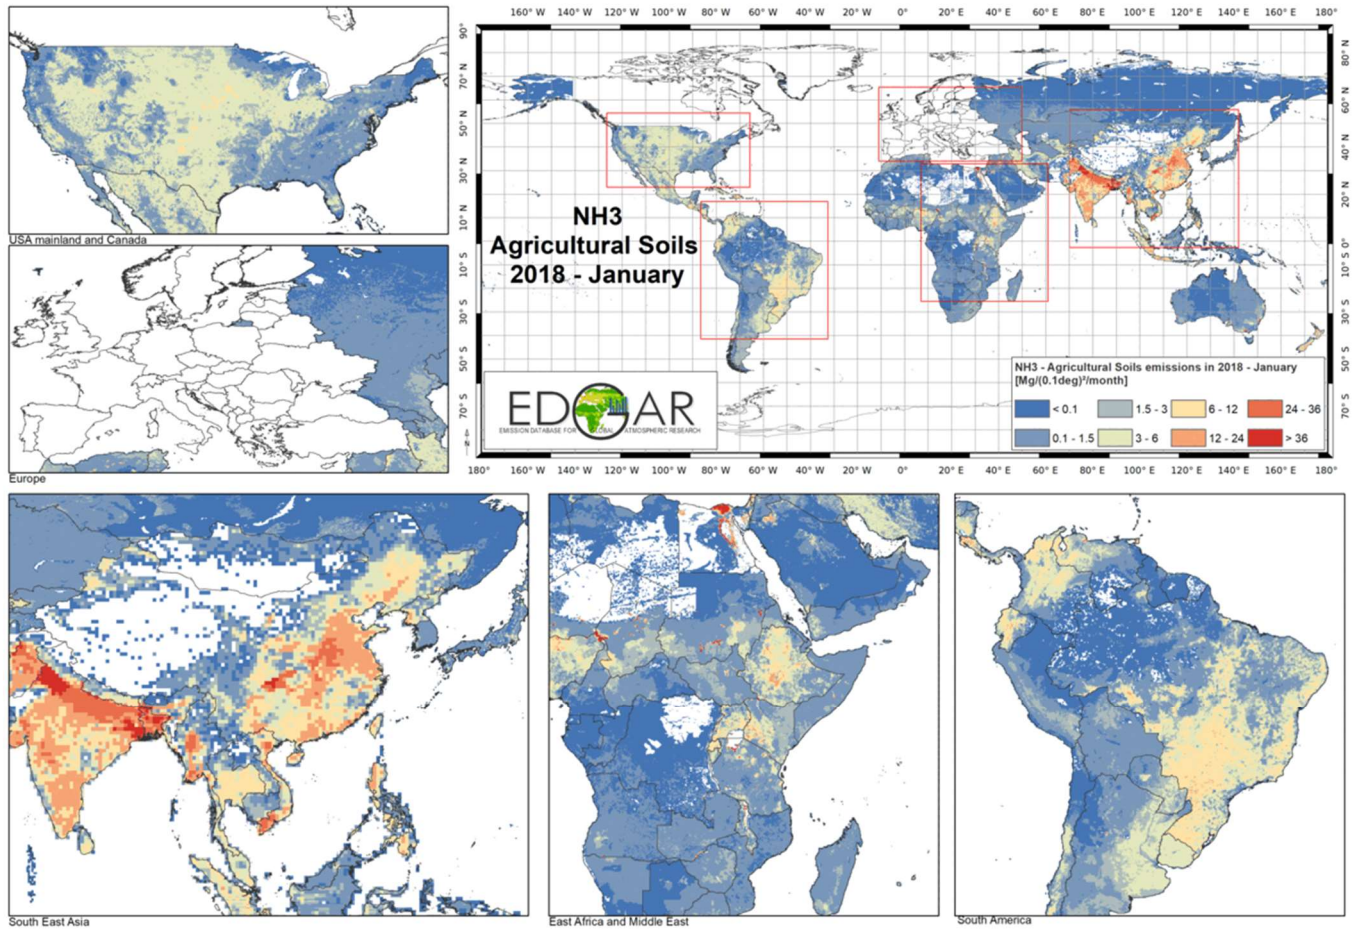 160° W 140° W 120° W 100° W 80° W 60° W 40° W 20° W 0° 20° E 40° E 60° E 80° E 100° E 120° E 140° E 160° E 180°
90°
70° N
50° N
30° N
10° N
10° S
30° S
50° S
70° S
80° N
60° N
40° N
20° N
0°
10° S
30° S
50° S
70° S
USA mainland and Canada
NH3
Agricultural Soils
2018 - January
EDGAR
EMISSION DATABASE FOR GLOBAL ATMOSPHERIC RESEARCH
NH3 - Agricultural Soils emissions in 2018 - January
[Mg/(0.1deg)²/month]
< 0.1 1.5 - 3 6 - 12 24 - 36
0.1 - 1.5 3 - 6 12 - 24 > 36
180° 160° W 140° W 120° W 100° W 80° W 60° W 40° W 20° W 0° 20° E 40° E 60° E 80° E 100° E 120° E 140° E 160° E 180°
Europe
South East Asia
East Africa and Middle East
South America